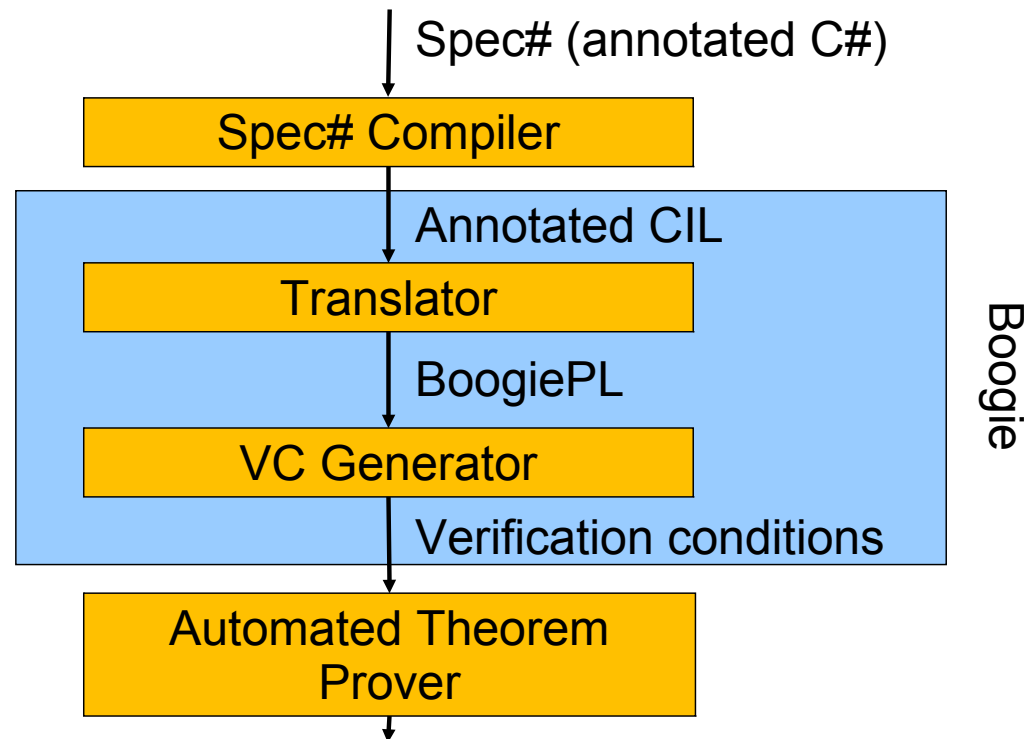 Spec# (annotated C#)
Spec# Compiler
Annotated CIL
Translator
BoogiePL
VC Generator
Verification conditions
Automated Theorem
Prover
Boogie